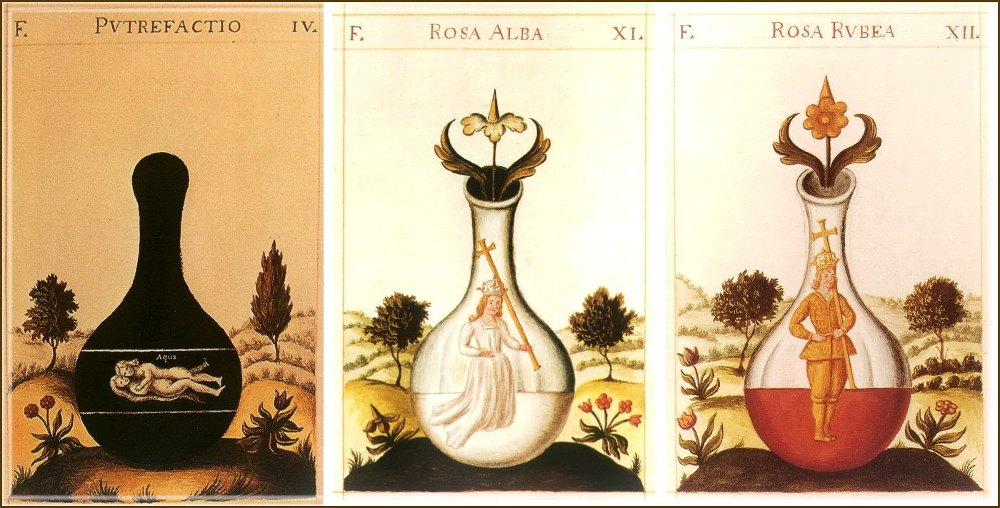 F. PVTREFACTIO IV.
Aqua
F. ROSA ALBA XI.
F. ROSA RVBEA XII.